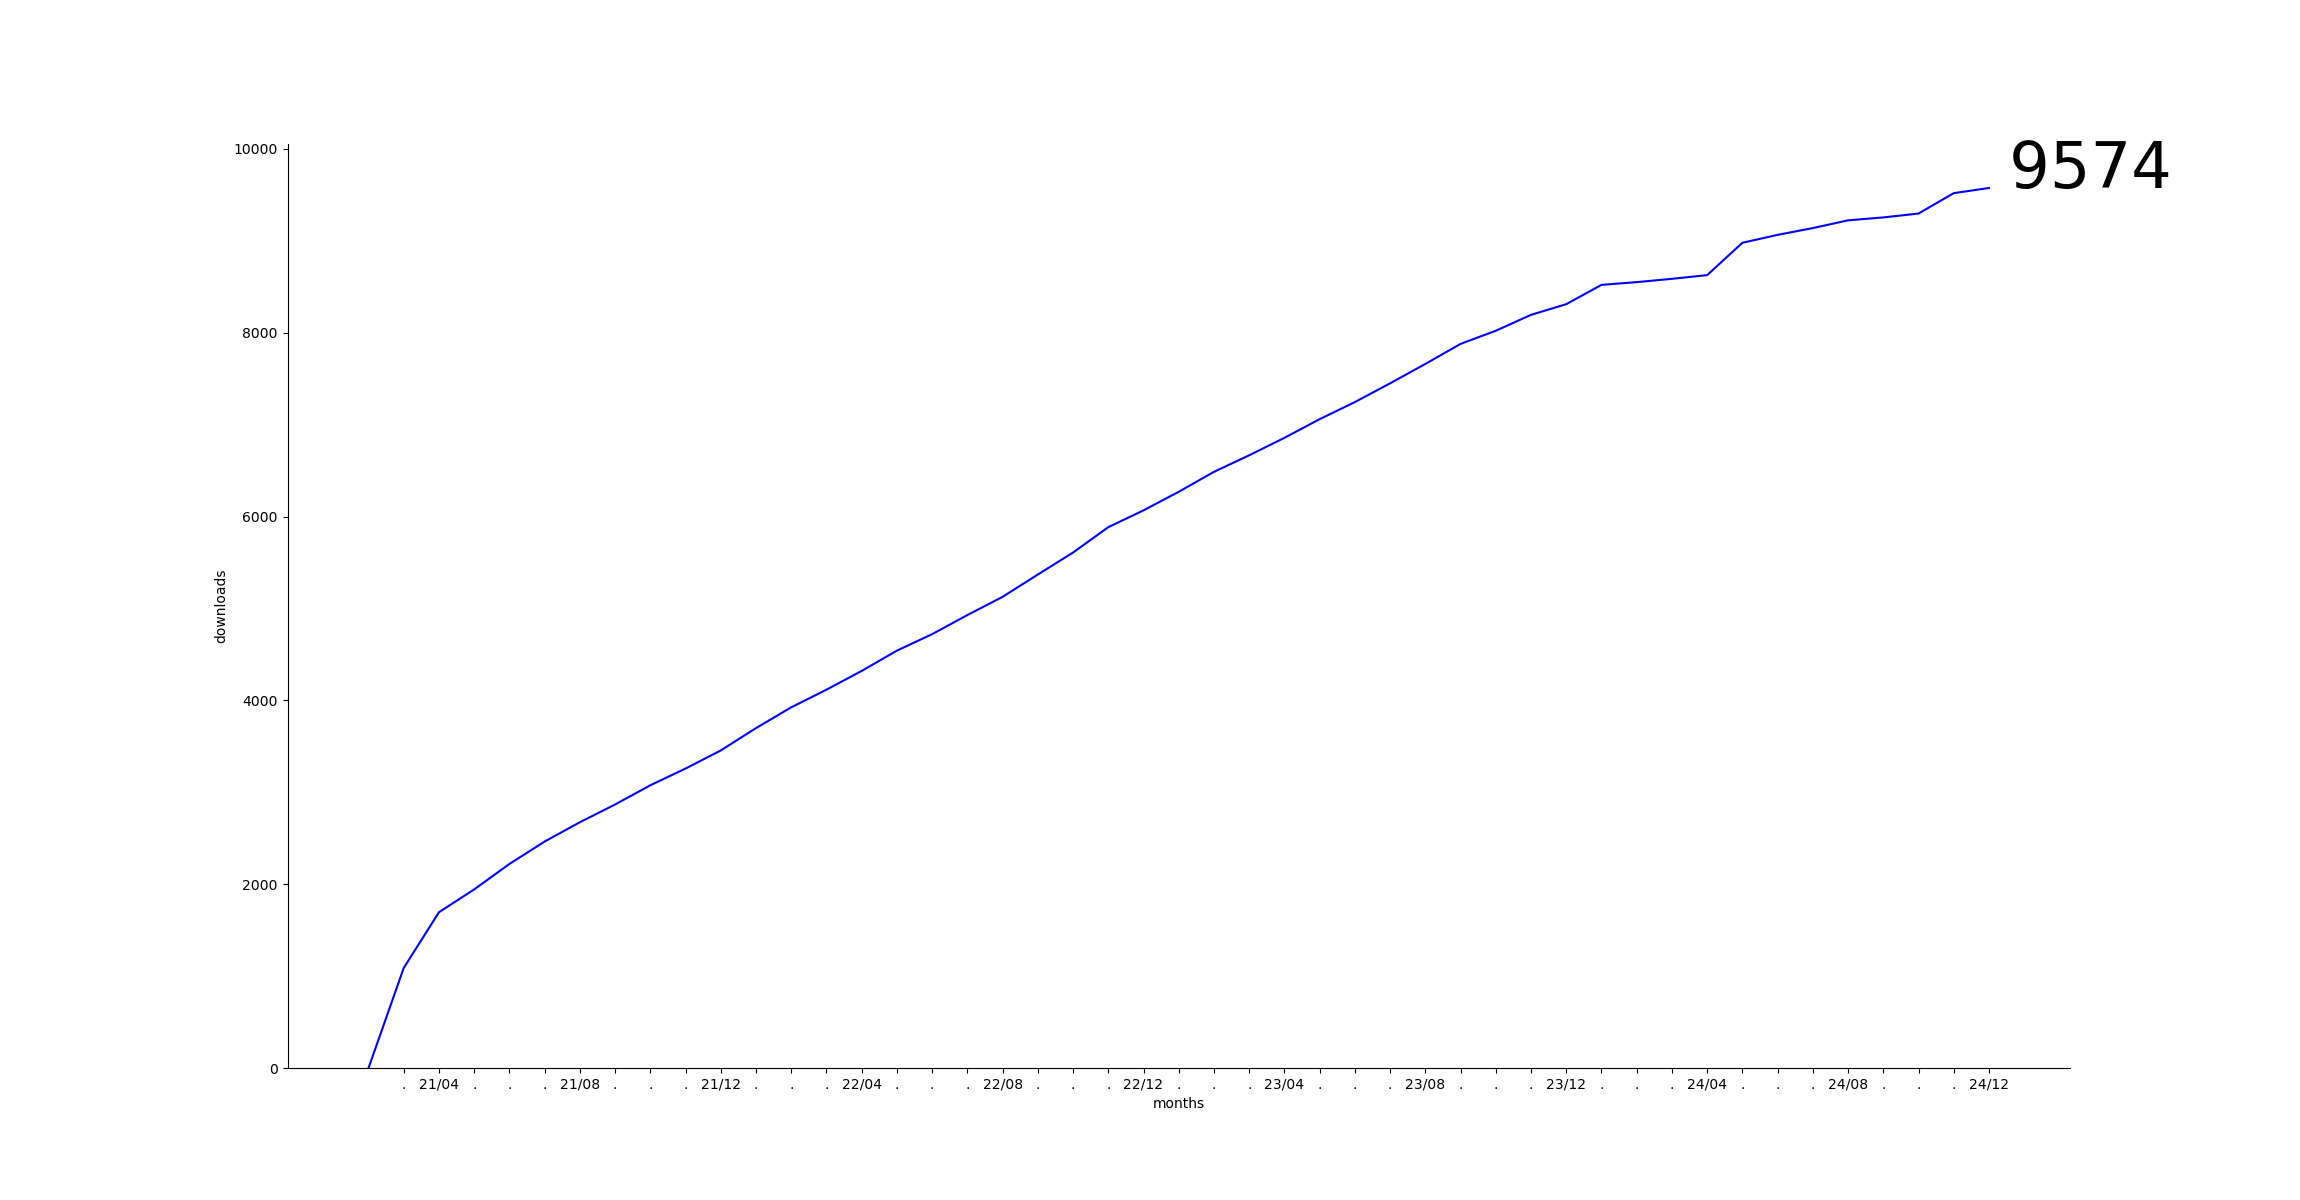 9574
10000
8000
6000
4000
2000
0
downloads
. 21/04 . . . 21/08 . . . 21/12 . . . 22/04 . . . 22/08 . . . 22/12 . . . 23/04 . . . 23/08 . . . 23/12 . . . 24/04 . . . 24/08 . . . 24/12
months